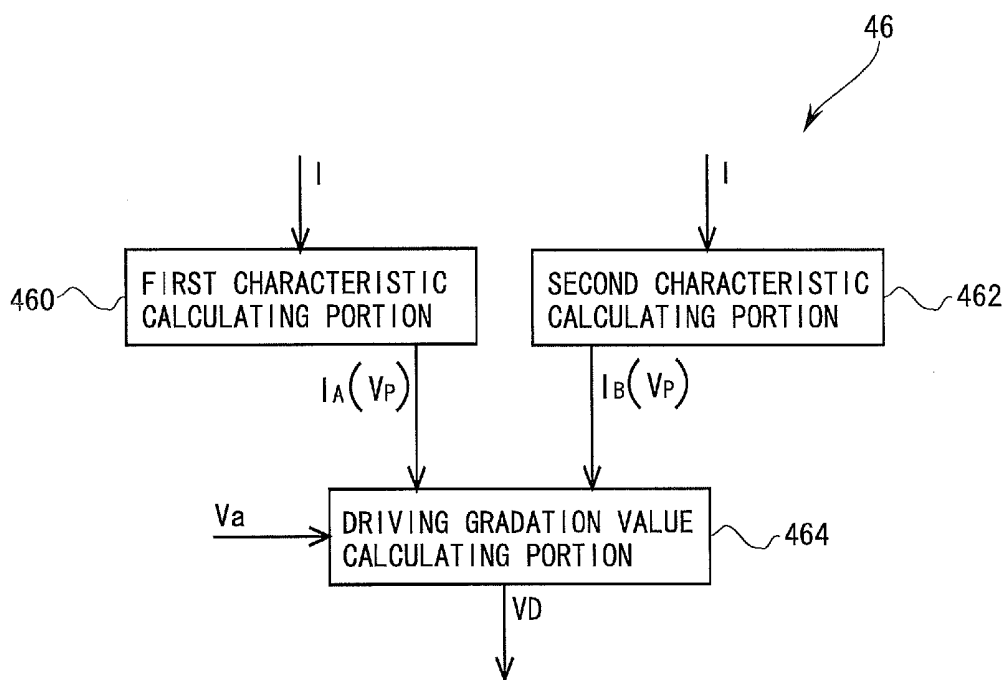 46
I
I
FIRST CHARACTERISTIC
CALCULATING PORTION
460
SECOND CHARACTERISTIC
CALCULATING PORTION
462
IA(VP)
IB(VP)
Va
DRIVING GRADATION VALUE
CALCULATING PORTION
464
VD